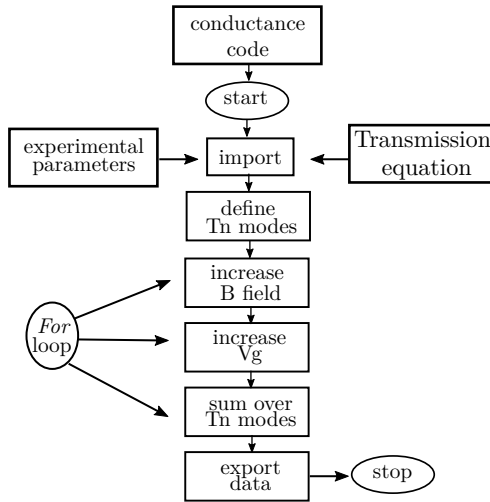 conductance
code
start
experimental
parameters
import
Transmission
equation
define
Tn modes
increase
B field
For
loop
increase
Vg
sum over
Tn modes
export
data
stop